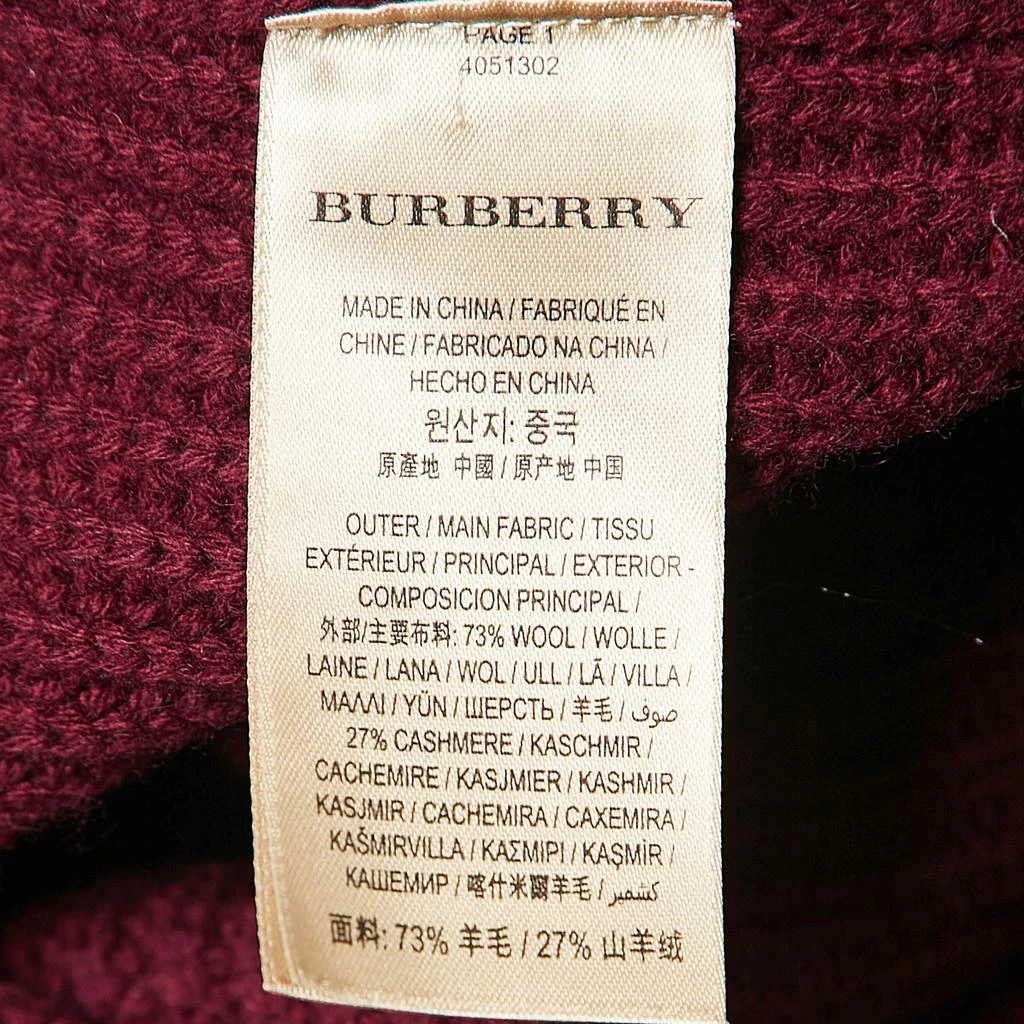 PAGE 1
4051302
BURBERRY
MADE IN CHINA / FABRIQUÉ EN
CHINE / FABRICADO NA CHINA /
HECHO EN CHINA
원산지: 중국
原產地 中國 / 原产地 中国
OUTER / MAIN FABRIC / TISSU
EXTÉRIEUR / PRINCIPAL / EXTERIOR -
COMPOSICION PRINCIPAL /
外部/主要布料: 73% WOOL / WOLLE /
LAINE / LANA / WOL / ULL / LÃ / VILLA /
ΜΑΛΛΙ / YÜN / ШЕРСТЬ / 羊毛 / صوف
27% CASHMERE / KASCHMIR /
CACHEMIRE / KASJMIER / KASHMIR /
KASJMIR / CACHEMIRA / CAXEMIRA /
KAŠMIRVILLA / ΚΑΣΜΙΡΙ / KAŞMİR /
КАШЕМИР / 喀什米爾羊毛 / كشمير
面料: 73% 羊毛 / 27% 山羊绒